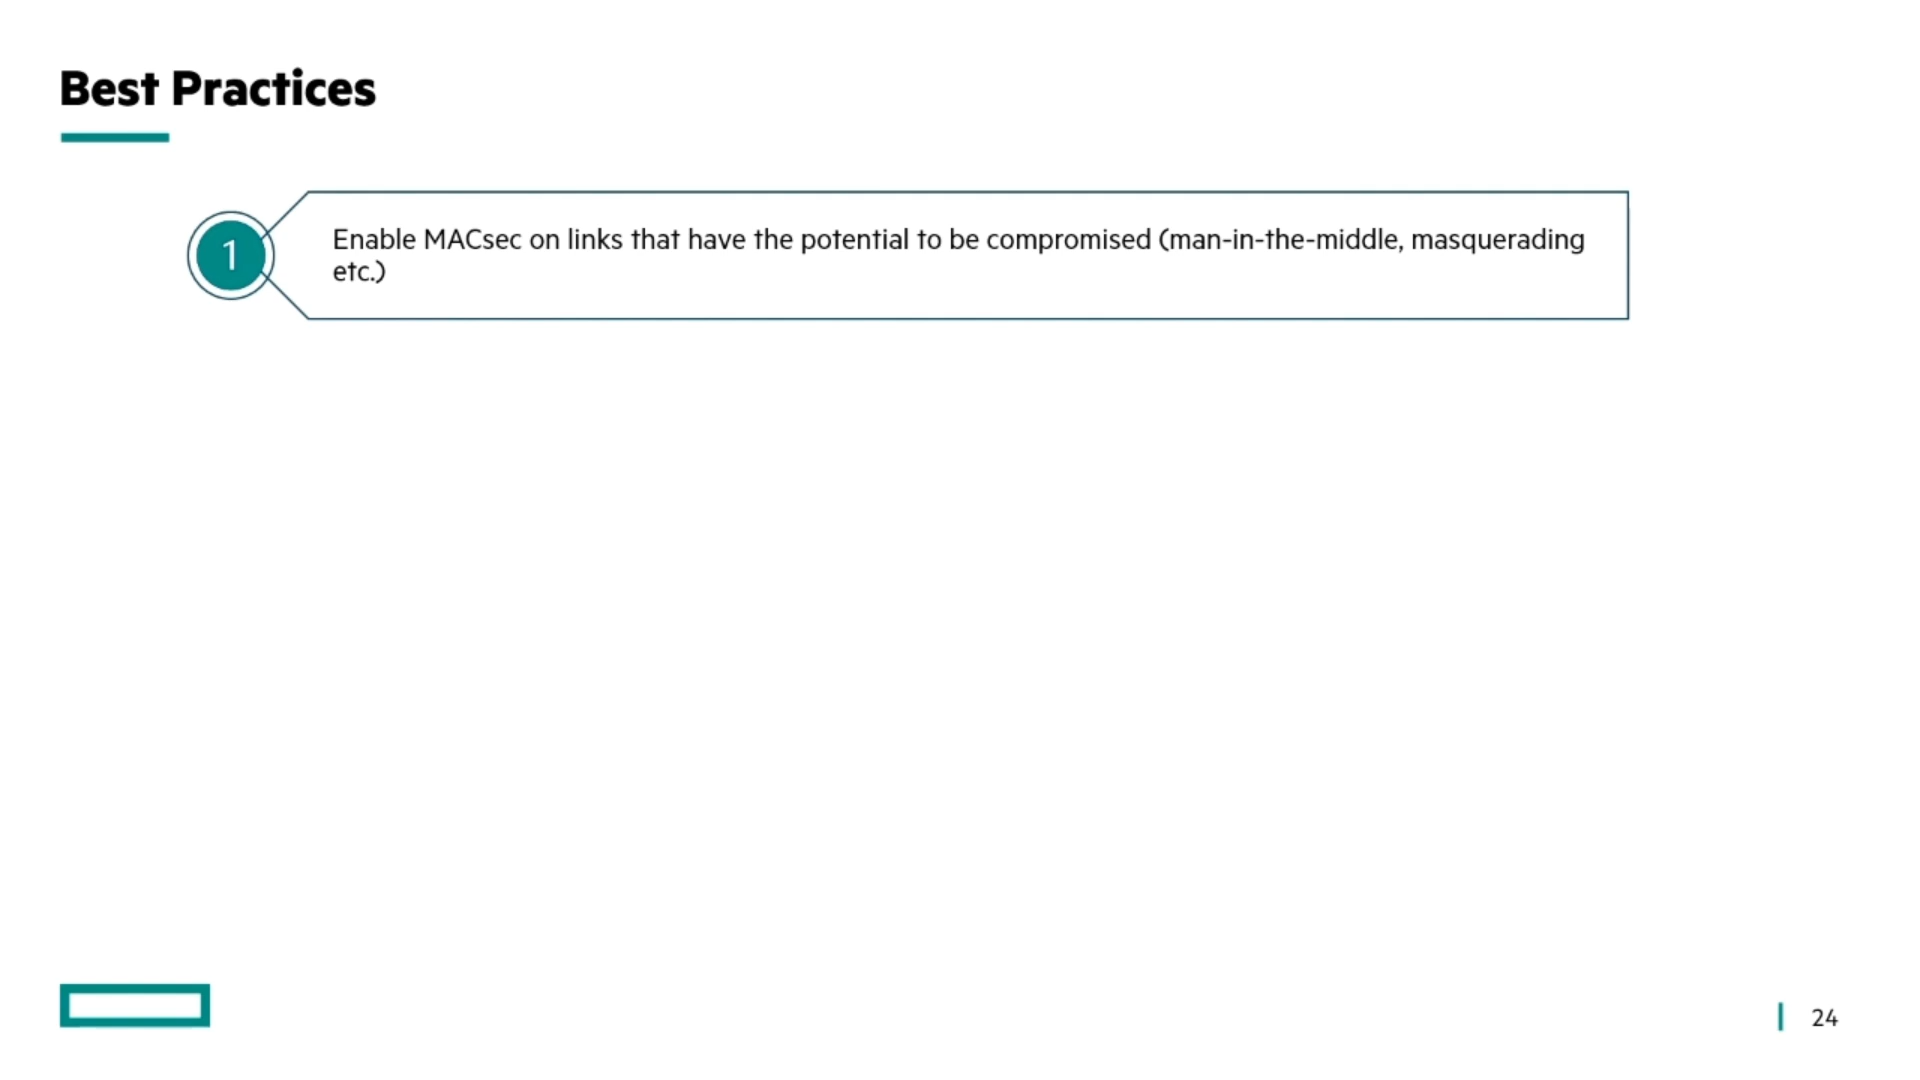 Best Practices
1
Enable MACsec on links that have the potential to be compromised (man-in-the-middle, masquerading
etc.)
24